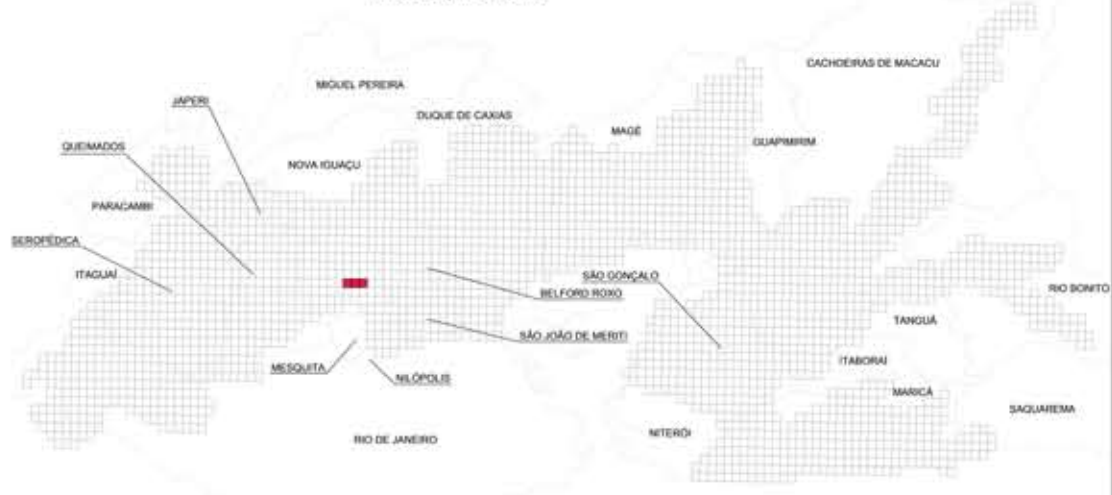 CACHOEIRAS DE MACACU
MIGUEL PEREIRA
JAPERI
DUQUE DE CAXIAS
MAGÉ
GUAPIMIRIM
QUEIMADOS
NOVA IGUAÇU
PARACAMBI
SEROPÉDICA
ITAGUAÍ
SÃO GONÇALO
RIO BONITO
BELFORD ROXO
TANGUÁ
SÃO JOÃO DE MERITI
ITABORAÍ
MESQUITA
NILÓPOLIS
MARICÁ
SAQUAREMA
NITERÓI
RIO DE JANEIRO